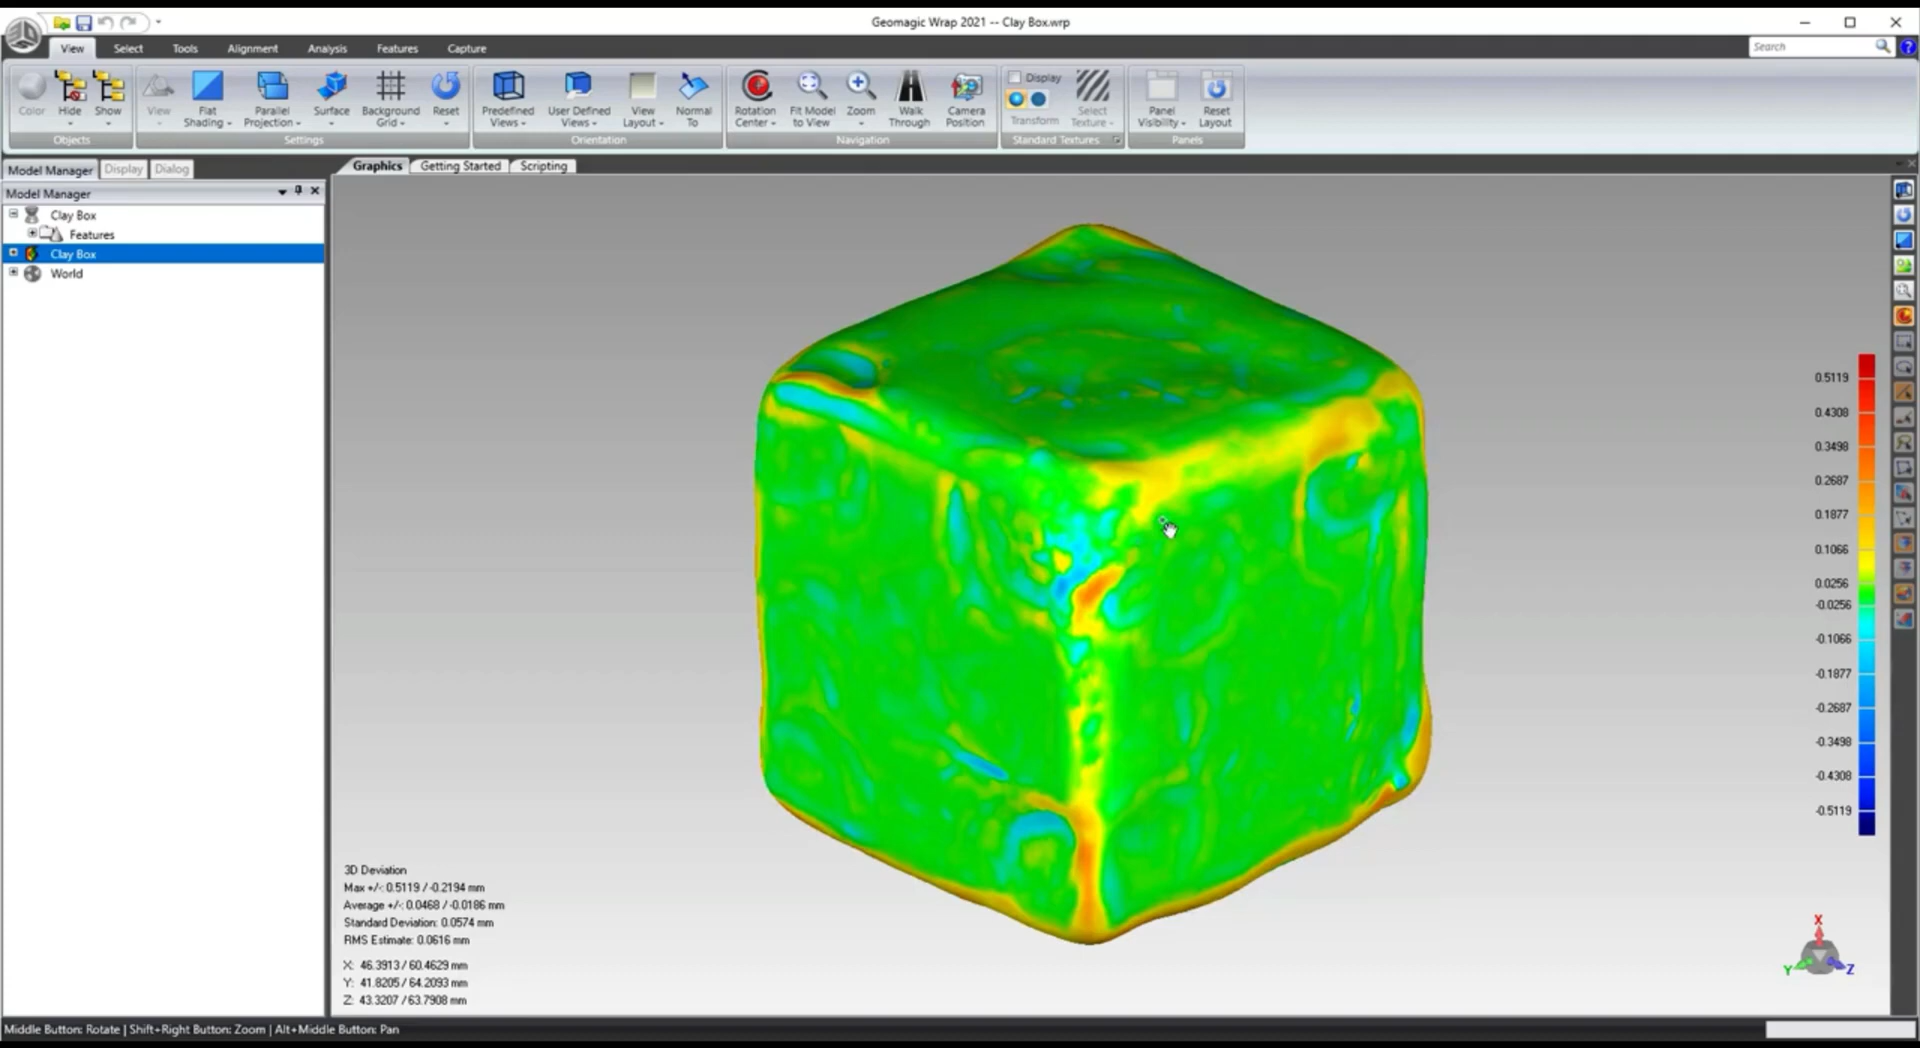 Geomagic Wrap 2021 -- Clay Box.wrp
View Select Tools Alignment Analysis Features Capture
Search
Color
Hide
Show
View
Flat
Shading
Parallel
Projection
Surface
Background
Grid
Reset
Predefined
Views
User Defined
Views
View
Layout
Normal
To
Rotation
Center
Fit Model
to View
Zoom
Walk
Through
Camera
Position
Display
Transform
Select
Texture
Panel
Visibility
Reset
Layout
Objects Settings Orientation Navigation Standard Textures Panels
Model Manager Display Dialog
Graphics Getting Started Scripting
Model Manager
Clay Box
Features
Clay Box
World
0.5119
0.4308
0.3498
0.2687
0.1877
0.1066
0.0256
-0.0256
-0.1066
-0.1877
-0.2687
-0.3498
-0.4308
-0.5119
3D Deviation
Max +/-: 0.5119 / -0.2194 mm
Average +/-: 0.0468 / -0.0186 mm
Standard Deviation: 0.0574 mm
RMS Estimate: 0.0616 mm
X: 46.3913 / 60.4629 mm
Y: 41.8205 / 64.2093 mm
Z: 43.3207 / 63.7908 mm
X
Y
Z
Middle Button: Rotate | Shift+Right Button: Zoom | Alt+Middle Button: Pan